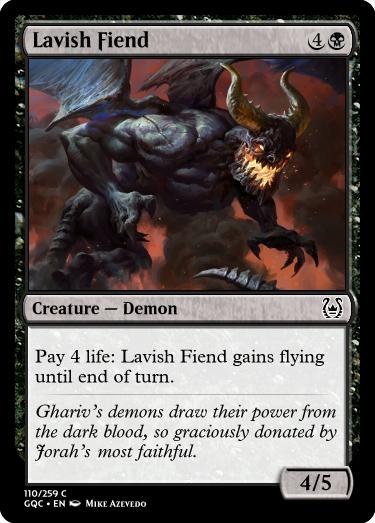 Lavish Fiend 4
Creature — Demon
Pay 4 life: Lavish Fiend gains flying
until end of turn.
Ghariv's demons draw their power from
the dark blood, so graciously donated by
Jorah's most faithful.
4/5
110/259 C
GQC • EN Mike Azevedo